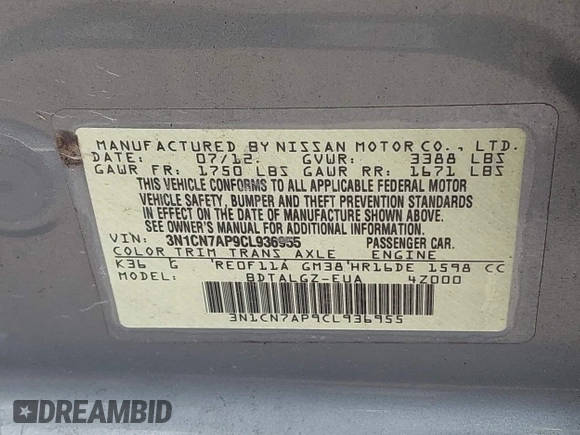 MANUFACTURED BY NISSAN MOTOR CO., LTD.
DATE: 07/12. GVWR: 3388 LBS
GAWR FR: 1750 LBS GAWR RR: 1671 LBS
THIS VEHICLE CONFORMS TO ALL APPLICABLE FEDERAL MOTOR
VEHICLE SAFETY, BUMPER AND THEFT PREVENTION STANDARDS
IN EFFECT ON THE DATE OF MANUFACTURE SHOWN ABOVE.
SEE OWNER'S MANUAL FOR ADDITIONAL INFORMATION.
VIN: 3N1CN7AP9CL936955 PASSENGER CAR.
COLOR TRIM TRANS AXLE ENGINE
K36 G RE0F11A GM38 HR16DE 1598 CC
MODEL: BDTALGZ-EUA 4Z000
3N1CN7AP9CL936955
DREAMBID